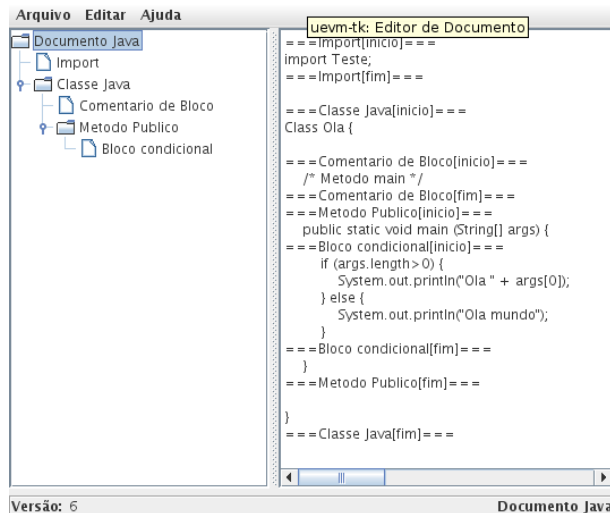 Arquivo Editar Ajuda
uevm-tk: Editor de Documento
Documento Java
Import
Classe Java
Comentario de Bloco
Metodo Publico
Bloco condicional
===Import[inicio]===
import Teste;
===Import[fim]===
===Classe Java[inicio]===
Class Ola {
===Comentario de Bloco[inicio]===
/* Metodo main */
===Comentario de Bloco[fim]===
===Metodo Publico[inicio]===
public static void main (String[] args) {
===Bloco condicional[inicio]===
if (args.length>0) {
System.out.println("Ola " + args[0]);
} else {
System.out.println("Ola mundo");
}
===Bloco condicional[fim]===
}
===Metodo Publico[fim]===
}
===Classe Java[fim]===
Versão: 6
Documento Java